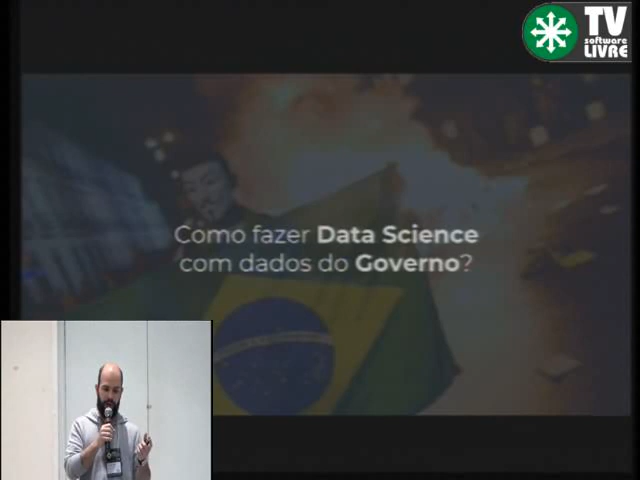 TV
software
LIVRE
Como fazer Data Science
com dados do Governo?